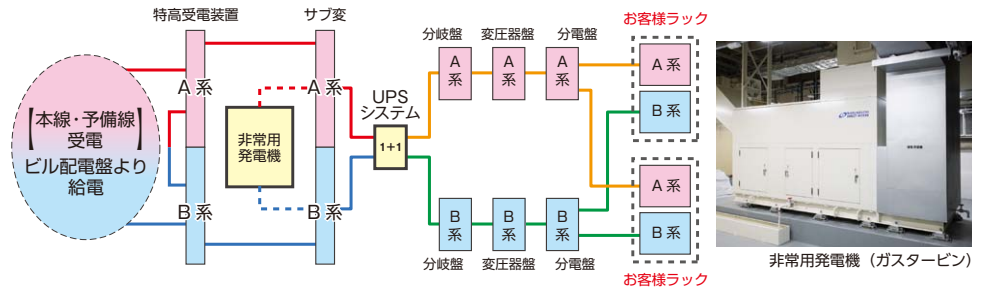 特高受電装置
サブ変
【本線・予備線】
受電
ビル配電盤より
給電
A 系
B 系
非常用
発電機
A 系
B 系
UPS
システム
1+1
分岐盤
変圧器盤
分電盤
A
系
A
系
A
系
B
系
B
系
B
系
分岐盤
変圧器盤
分電盤
お客様ラック
A 系
B 系
A 系
B 系
お客様ラック
非常用発電機（ガスタービン）